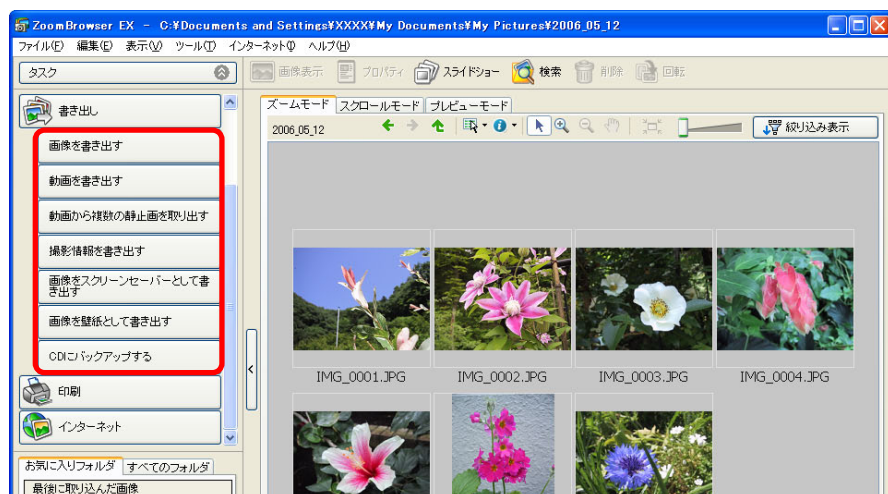 ZoomBrowser EX - C:¥Documents and Settings¥XXXX¥My Documents¥My Pictures¥2006_05_12
ファイル(F) 編集(E) 表示(V) ツール(T) インターネット(I) ヘルプ(H)
タスク
画像表示 プロパティ スライドショー 検索 削除 回転
書き出し
ズームモード スクロールモード プレビューモード
2006_05_12
絞り込み表示
画像を書き出す
動画を書き出す
動画から複数の静止画を取り出す
撮影情報を書き出す
画像をスクリーンセーバーとして書
き出す
画像を壁紙として書き出す
CDにバックアップする
IMG_0001.JPG IMG_0002.JPG IMG_0003.JPG IMG_0004.JPG
印刷
インターネット
お気に入りフォルダ すべてのフォルダ
最後に取り込んだ画像